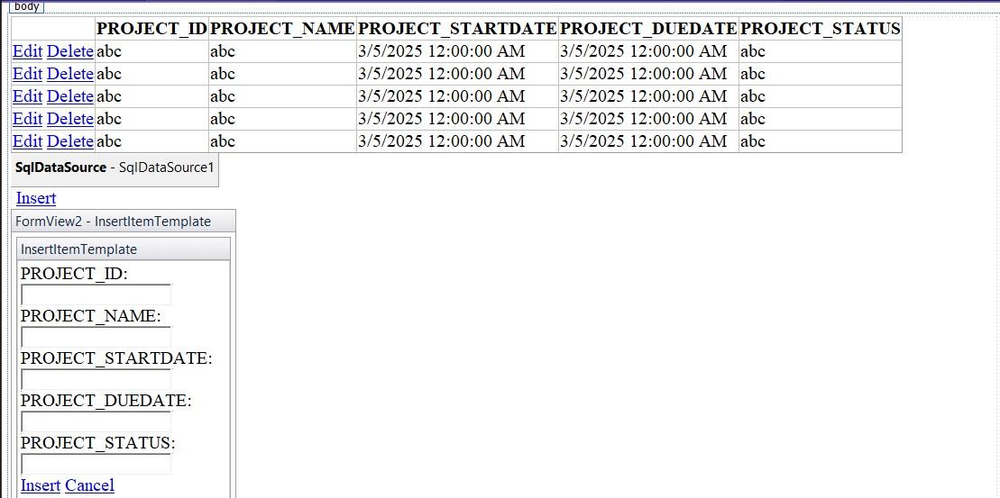 body
PROJECT_ID PROJECT_NAME PROJECT_STARTDATE PROJECT_DUEDATE PROJECT_STATUS
Edit Delete abc abc 3/5/2025 12:00:00 AM 3/5/2025 12:00:00 AM abc
Edit Delete abc abc 3/5/2025 12:00:00 AM 3/5/2025 12:00:00 AM abc
Edit Delete abc abc 3/5/2025 12:00:00 AM 3/5/2025 12:00:00 AM abc
Edit Delete abc abc 3/5/2025 12:00:00 AM 3/5/2025 12:00:00 AM abc
Edit Delete abc abc 3/5/2025 12:00:00 AM 3/5/2025 12:00:00 AM abc
SqlDataSource - SqlDataSource1
Insert
FormView2 - InsertItemTemplate
InsertItemTemplate
PROJECT_ID:
PROJECT_NAME:
PROJECT_STARTDATE:
PROJECT_DUEDATE:
PROJECT_STATUS:
Insert Cancel